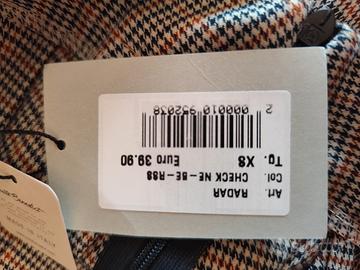 Art. RADAR
Col. CHECK NE-BE-R88
Tg. XS Euro 39.90
2 000010 952038